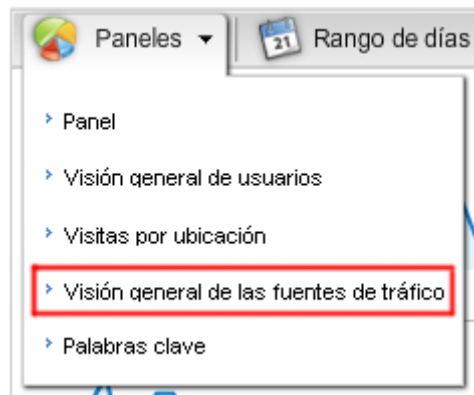 Paneles
21
Rango de días
Panel
Visión general de usuarios
Visitas por ubicación
Visión general de las fuentes de tráfico
Palabras clave